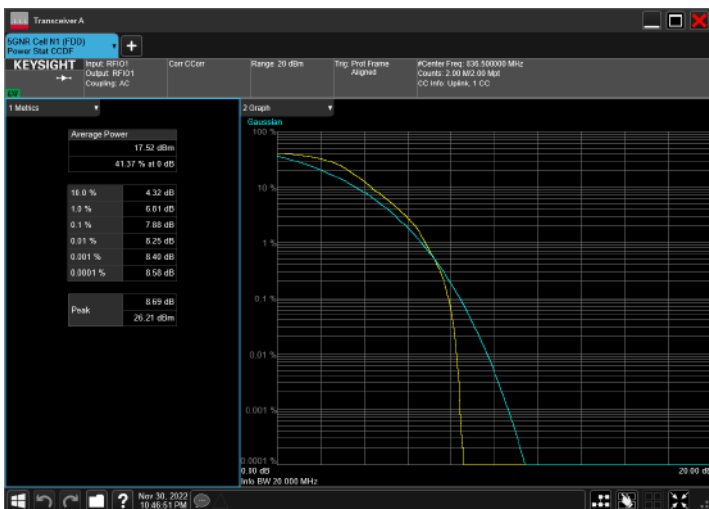 Transceiver A
5GNR Cell N1 (FDD)
Power Stat CCDF
KEYSIGHT
Input: RFIO1
Output: RFIO1
Coupling: AC
Corr CCorr
Range: 20 dBm
Trig: Prot Frame
Aligned
#Center Freq: 836.500000 MHz
Counts: 2.00 M/2.00 Mpt
CC Info: Uplink, 1 CC
1 Metrics
Average Power
17.52 dBm
41.37 % at 0 dB
10.0 % 4.32 dB
1.0 % 6.81 dB
0.1 % 7.88 dB
0.01 % 8.25 dB
0.001 % 8.40 dB
0.0001 % 8.58 dB
Peak
8.69 dB
26.21 dBm
2 Graph
Gaussian
100 %
10 %
1 %
0.1 %
0.01 %
0.001 %
0.0001 %
0.00 dB
20.00 dB
Info BW 20.000 MHz
?
Nov 30, 2022
10:46:51 PM